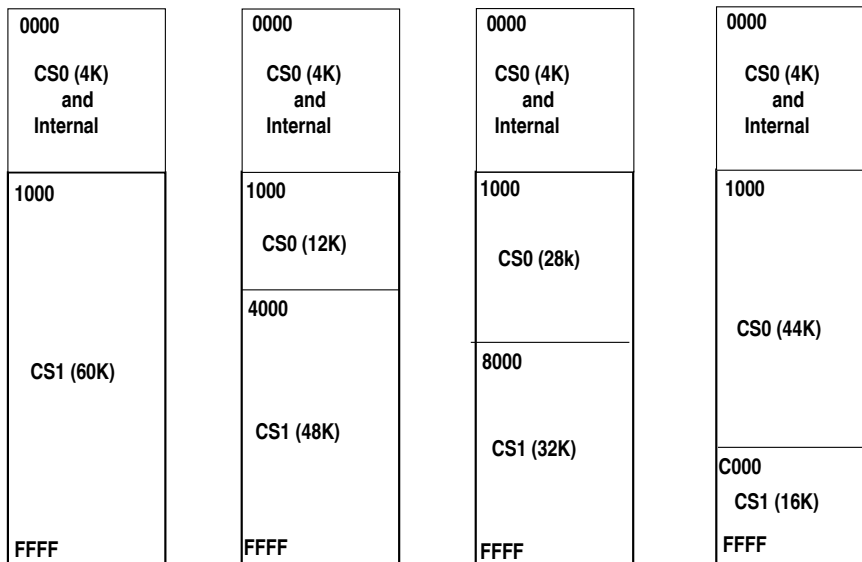 0000
CS0 (4K)
and
Internal
1000
CS1 (60K)
FFFF
0000
CS0 (4K)
and
Internal
1000
CS0 (12K)
4000
CS1 (48K)
FFFF
0000
CS0 (4K)
and
Internal
1000
CS0 (28k)
8000
CS1 (32K)
FFFF
0000
CS0 (4K)
and
Internal
1000
CS0 (44K)
C000
CS1 (16K)
FFFF